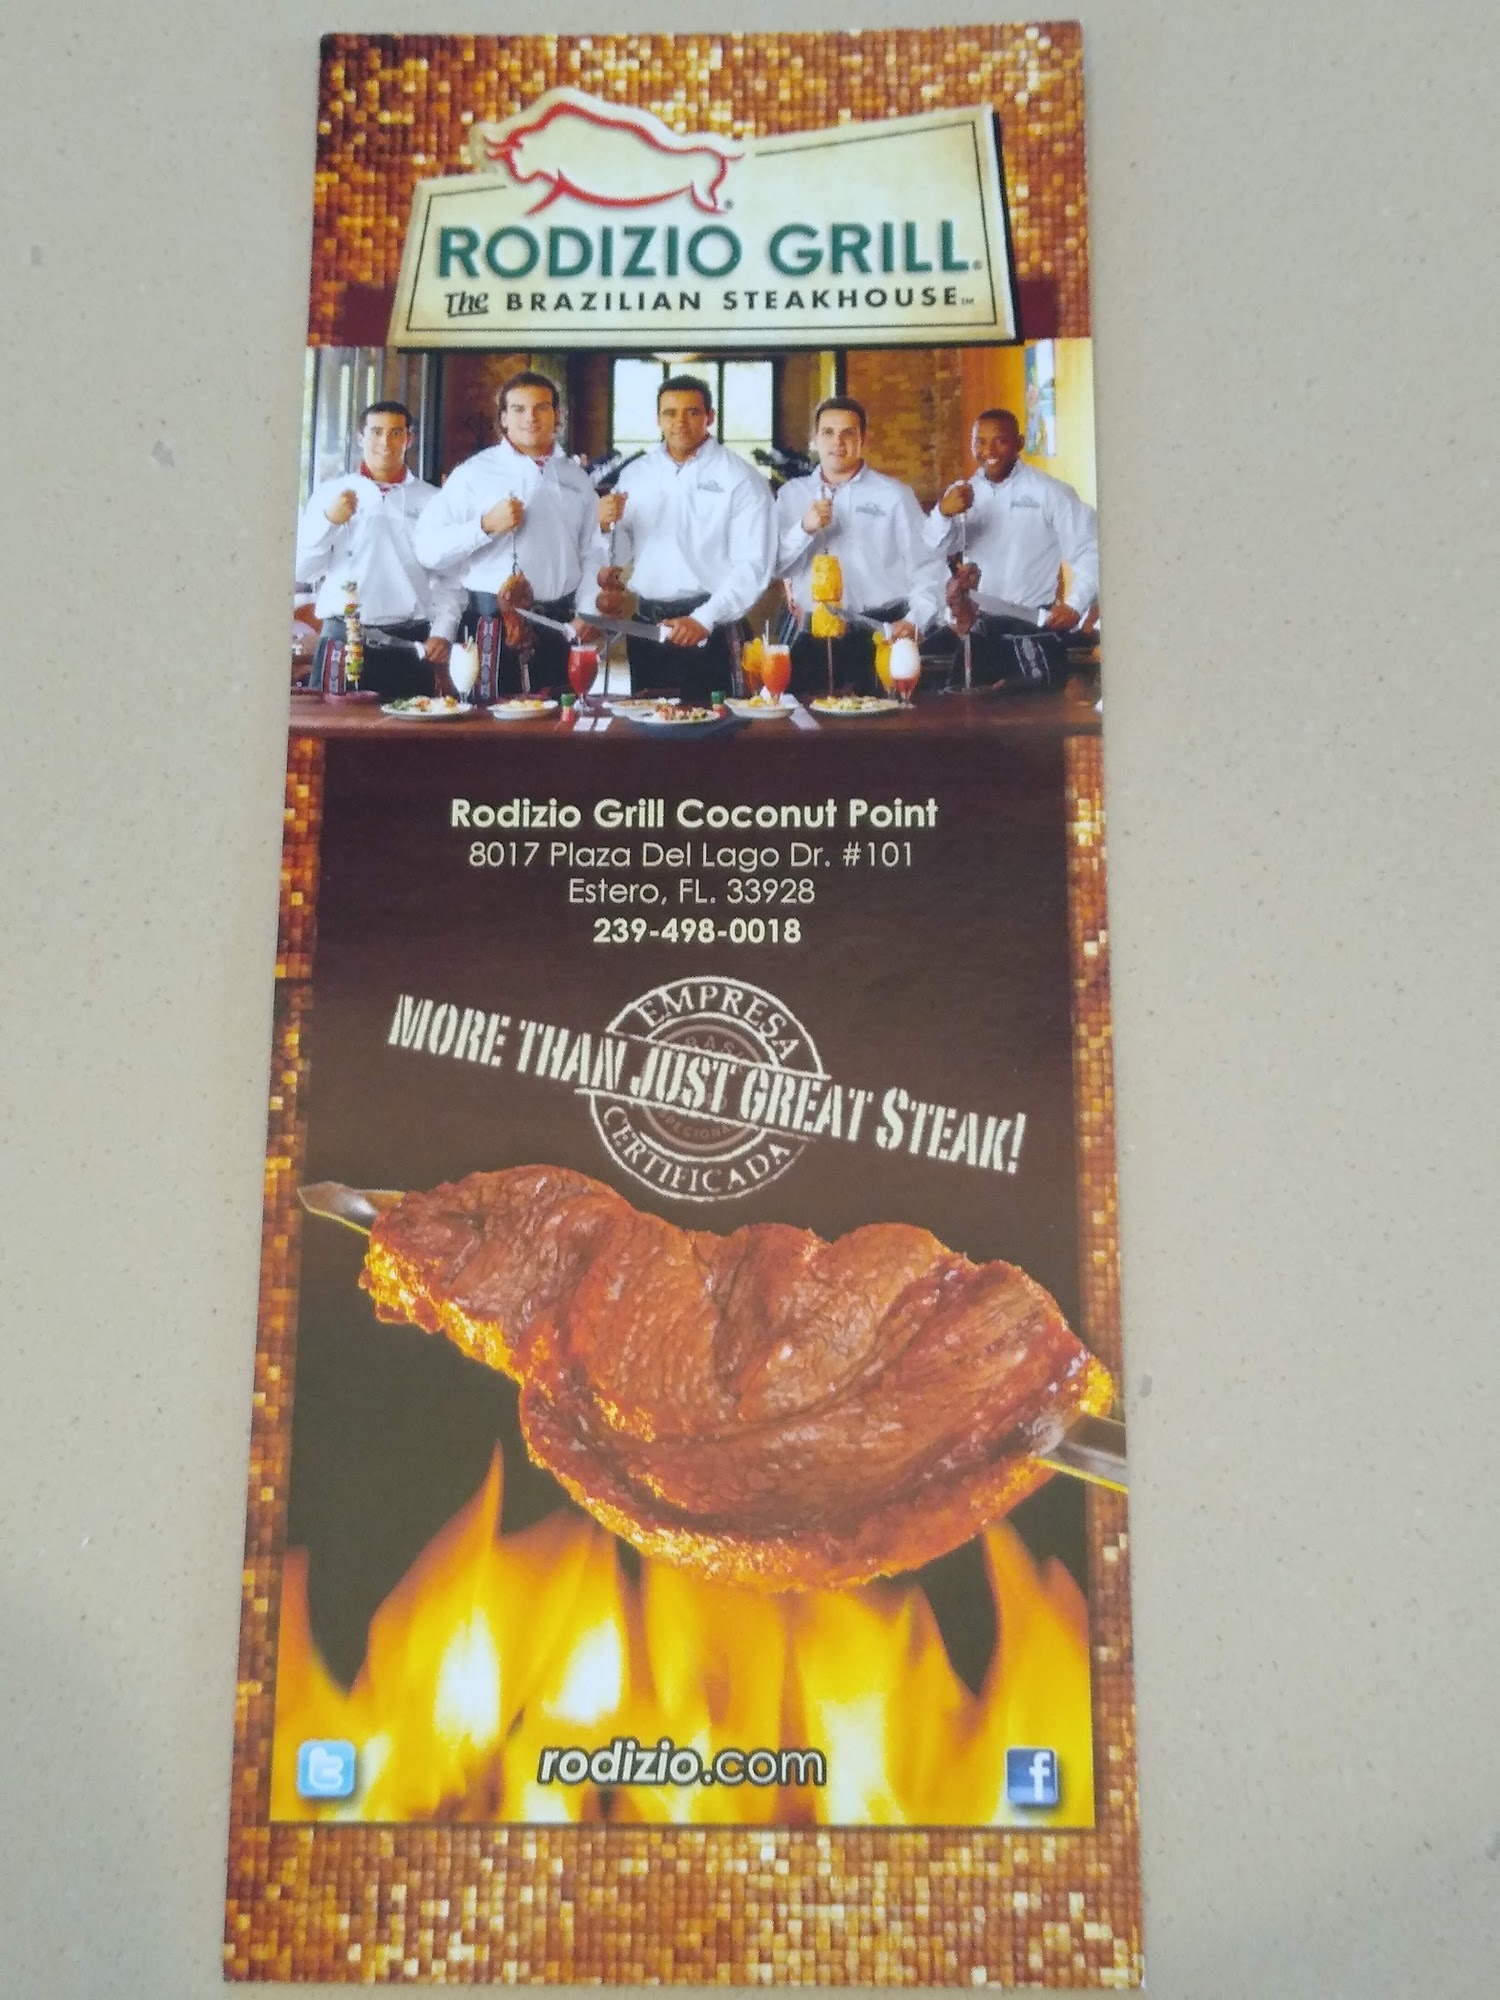 RODIZIO GRILL®
The BRAZILIAN STEAKHOUSE
Rodizio Grill Coconut Point
8017 Plaza Del Lago Dr. #101
Estero, FL. 33928
239-498-0018
EMPRESA
MORE THAN JUST GREAT STEAK!
CERTIFICADA
rodizio.com